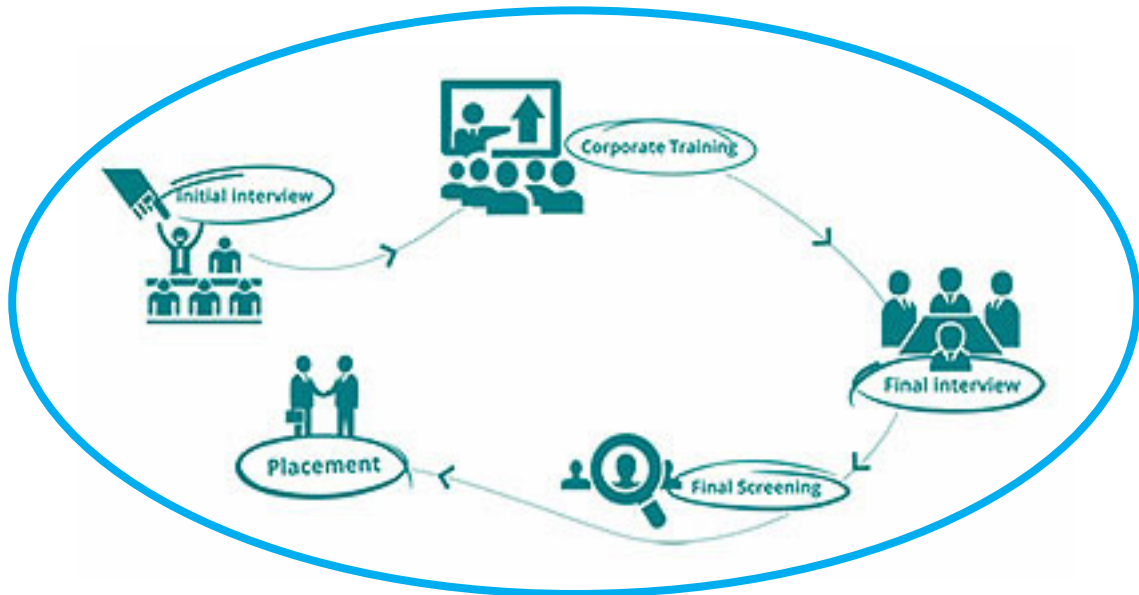 Initial Interview
Corporate Training
Final Interview
Final Screening
Placement